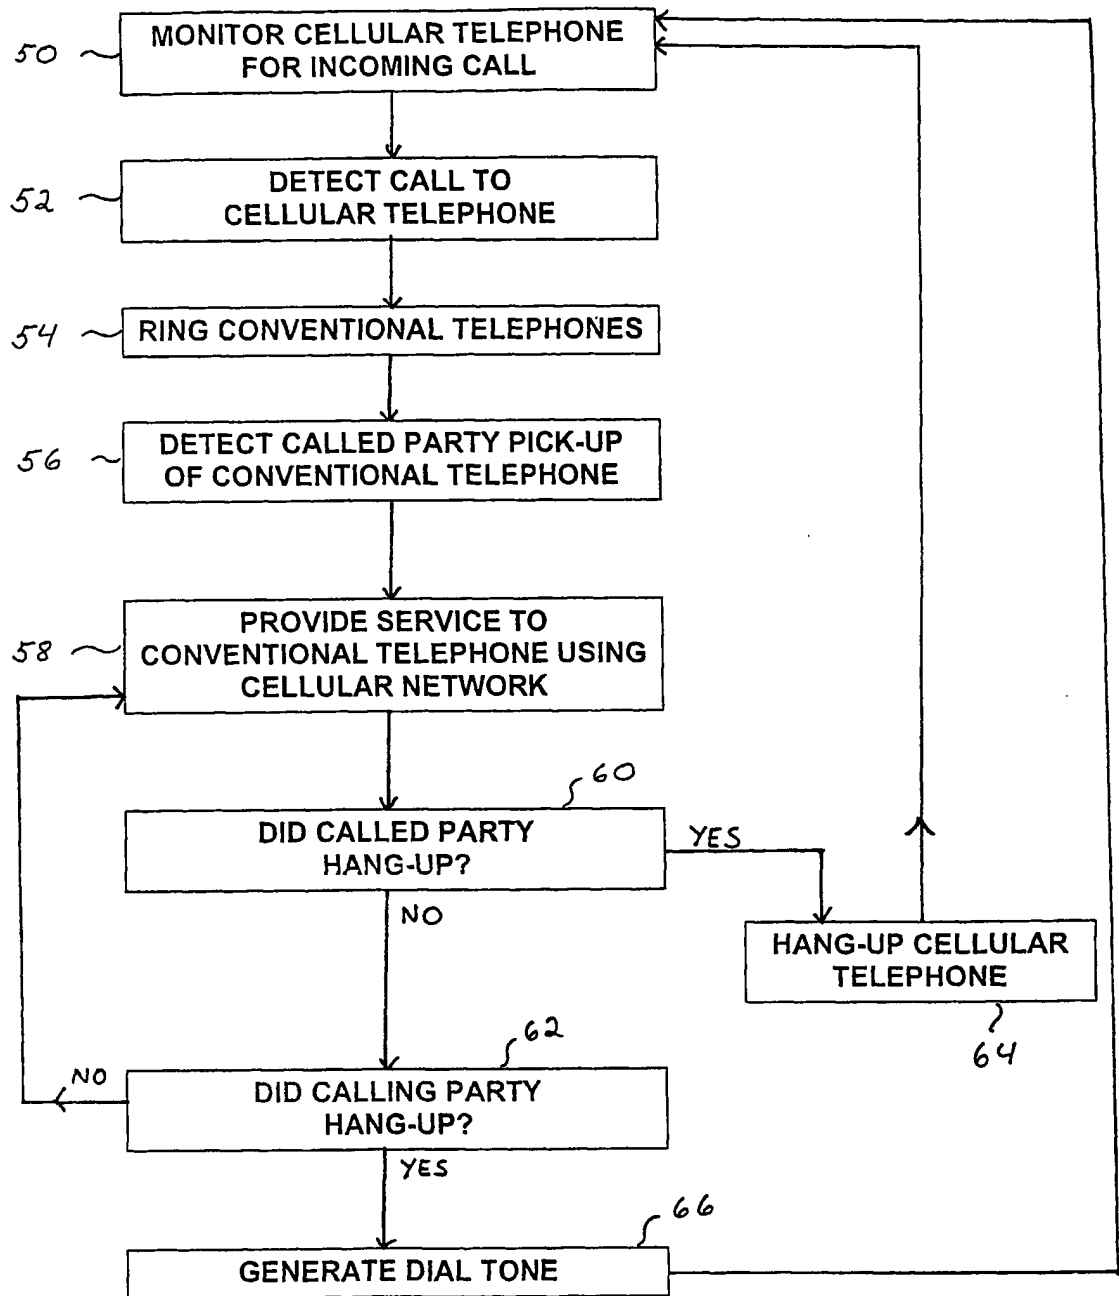 50
MONITOR CELLULAR TELEPHONE
FOR INCOMING CALL
52
DETECT CALL TO
CELLULAR TELEPHONE
54
RING CONVENTIONAL TELEPHONES
56
DETECT CALLED PARTY PICK-UP
OF CONVENTIONAL TELEPHONE
58
PROVIDE SERVICE TO
CONVENTIONAL TELEPHONE USING
CELLULAR NETWORK
60
DID CALLED PARTY
HANG-UP?
YES
NO
HANG-UP CELLULAR
TELEPHONE
64
62
NO
DID CALLING PARTY
HANG-UP?
YES
66
GENERATE DIAL TONE